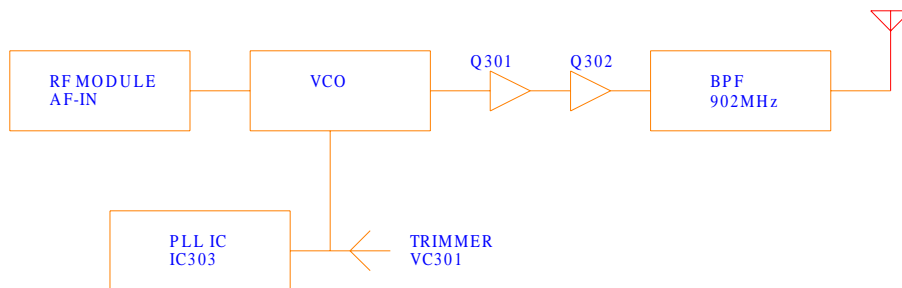 RF MODULE
AF-IN
VCO
Q301
Q302
BPF
902MHz
PLL IC
IC303
TRIMMER
VC301